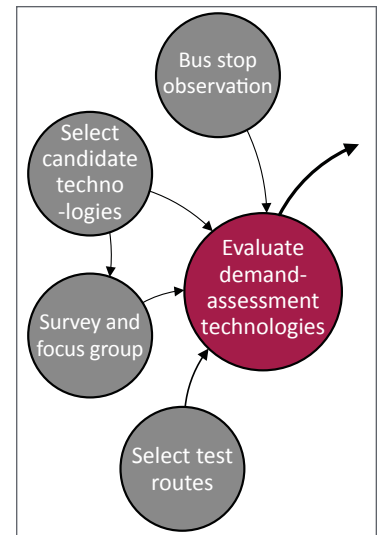 Bus stop
observation
Select
candidate
techno
-logies
Evaluate
demand-
assessment
technologies
Survey and
focus group
Select test
routes